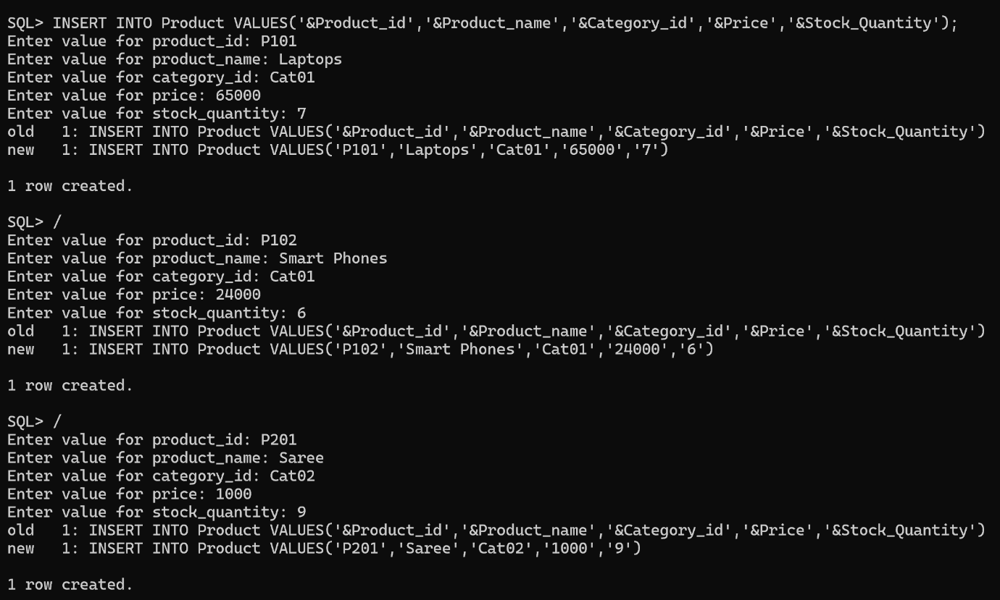 SQL> INSERT INTO Product VALUES('&Product_id','&Product_name','&Category_id','&Price','&Stock_Quantity');
Enter value for product_id: P101
Enter value for product_name: Laptops
Enter value for category_id: Cat01
Enter value for price: 65000
Enter value for stock_quantity: 7
old   1: INSERT INTO Product VALUES('&Product_id','&Product_name','&Category_id','&Price','&Stock_Quantity')
new   1: INSERT INTO Product VALUES('P101','Laptops','Cat01','65000','7')

1 row created.

SQL> /
Enter value for product_id: P102
Enter value for product_name: Smart Phones
Enter value for category_id: Cat01
Enter value for price: 24000
Enter value for stock_quantity: 6
old   1: INSERT INTO Product VALUES('&Product_id','&Product_name','&Category_id','&Price','&Stock_Quantity')
new   1: INSERT INTO Product VALUES('P102','Smart Phones','Cat01','24000','6')

1 row created.

SQL> /
Enter value for product_id: P201
Enter value for product_name: Saree
Enter value for category_id: Cat02
Enter value for price: 1000
Enter value for stock_quantity: 9
old   1: INSERT INTO Product VALUES('&Product_id','&Product_name','&Category_id','&Price','&Stock_Quantity')
new   1: INSERT INTO Product VALUES('P201','Saree','Cat02','1000','9')

1 row created.